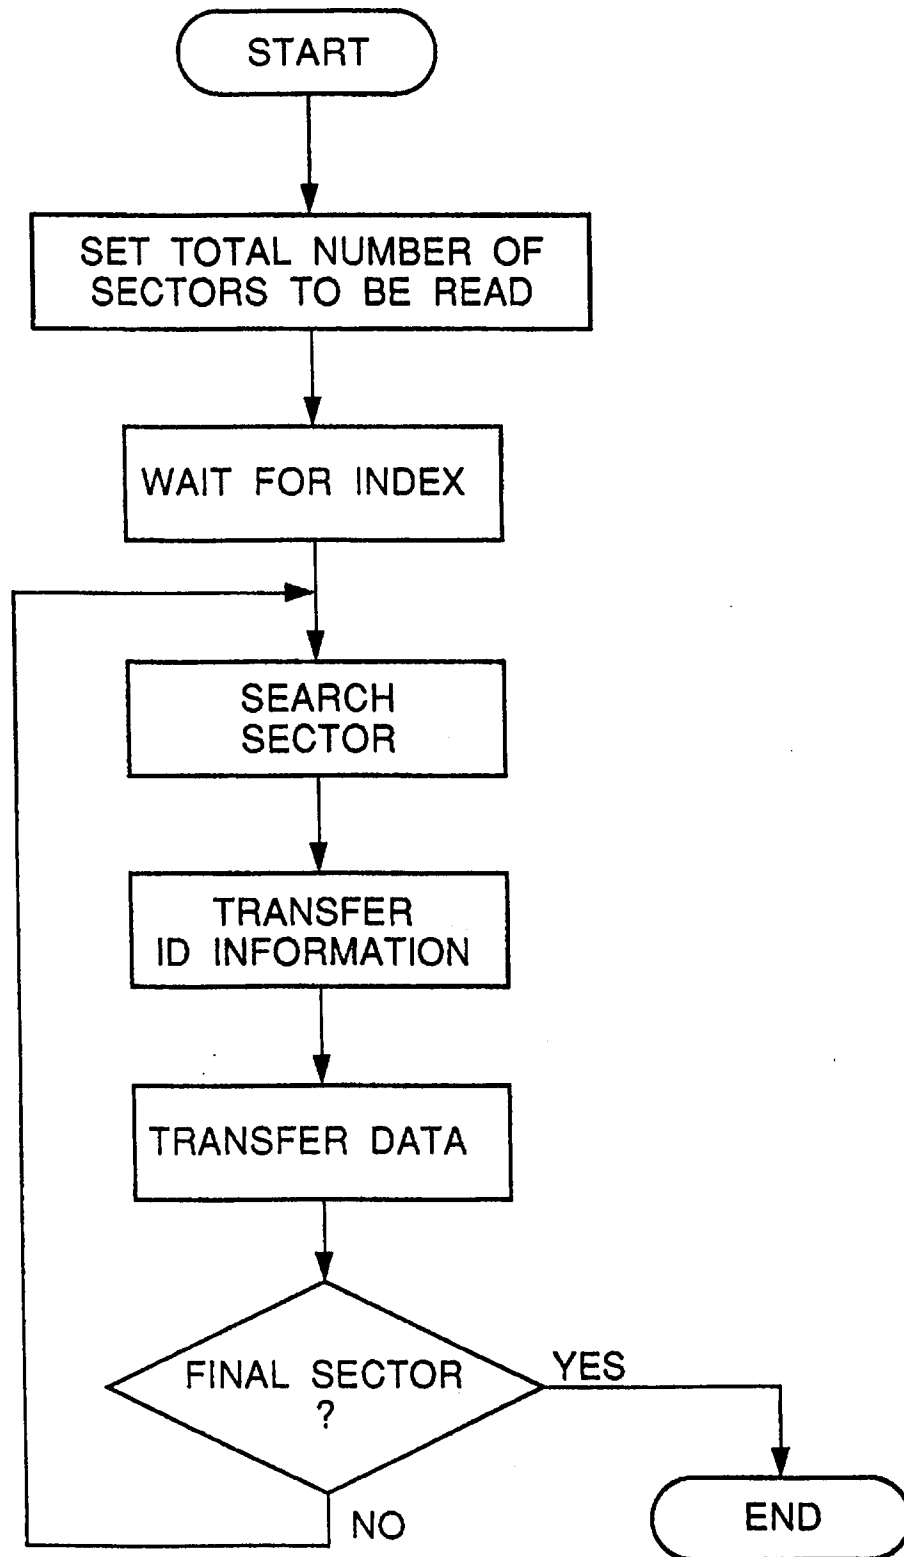 START
SET TOTAL NUMBER OF
SECTORS TO BE READ
WAIT FOR INDEX
SEARCH
SECTOR
TRANSFER
ID INFORMATION
TRANSFER DATA
FINAL SECTOR
?
YES
NO
END